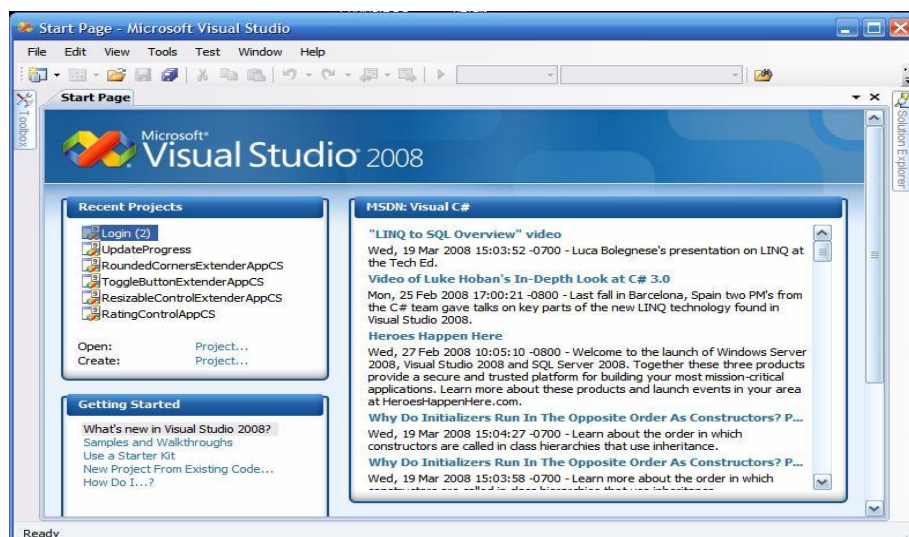 Start Page - Microsoft Visual Studio
File Edit View Tools Test Window Help
Toolbox
Start Page
Solution Explorer
Microsoft®
Visual Studio® 2008
Recent Projects
Login (2)
UpdateProgress
RoundedCornersExtenderAppCS
ToggleButtonExtenderAppCS
ResizableControlExtenderAppCS
RatingControlAppCS
Open: Project...
Create: Project...
Getting Started
What's new in Visual Studio 2008?
Samples and Walkthroughs
Use a Starter Kit
New Project From Existing Code...
How Do I...?
MSDN: Visual C#
"LINQ to SQL Overview" video
Wed, 19 Mar 2008 15:03:52 -0700 - Luca Bolegnese's presentation on LINQ at
the Tech Ed.
Video of Luke Hoban's In-Depth Look at C# 3.0
Mon, 25 Feb 2008 17:00:21 -0800 - Last fall in Barcelona, Spain two PM's from
the C# team gave talks on key parts of the new LINQ technology found in
Visual Studio 2008.
Heroes Happen Here
Wed, 27 Feb 2008 10:05:10 -0800 - Welcome to the launch of Windows Server
2008, Visual Studio 2008 and SQL Server 2008. Together these three products
provide a secure and trusted platform for building your most mission-critical
applications. Learn more about these products and launch events in your area
at HeroesHappenHere.com.
Why Do Initializers Run In The Opposite Order As Constructors? P...
Wed, 19 Mar 2008 15:04:27 -0700 - Learn about the order in which
constructors are called in class hierarchies that use inheritance.
Why Do Initializers Run In The Opposite Order As Constructors? P...
Wed, 19 Mar 2008 15:03:58 -0700 - Learn more about the order in which
Ready